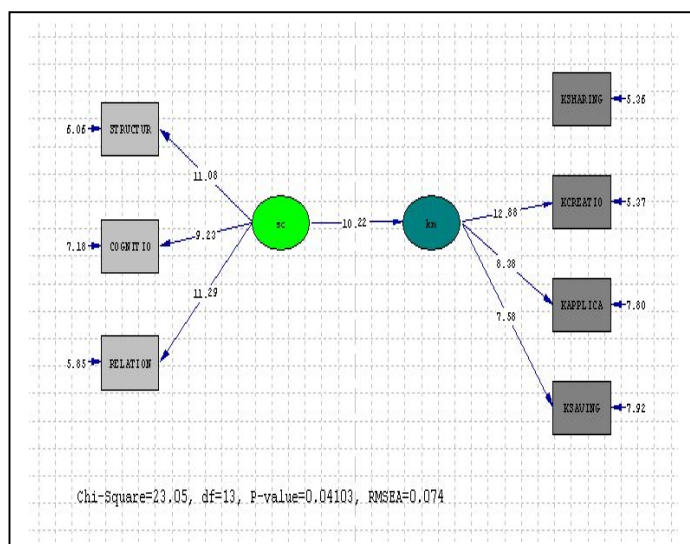 KSHARING
5.36
6.06
STRUCTUR
11.08
KCREATIO
5.37
12.88
sc
10.22
km
7.18
COGNITIO
9.23
8.38
KAPPLICA
7.80
11.29
7.58
5.85
RELATION
KSAVING
7.92
Chi-Square=23.05, df=13, P-value=0.04103, RMSEA=0.074